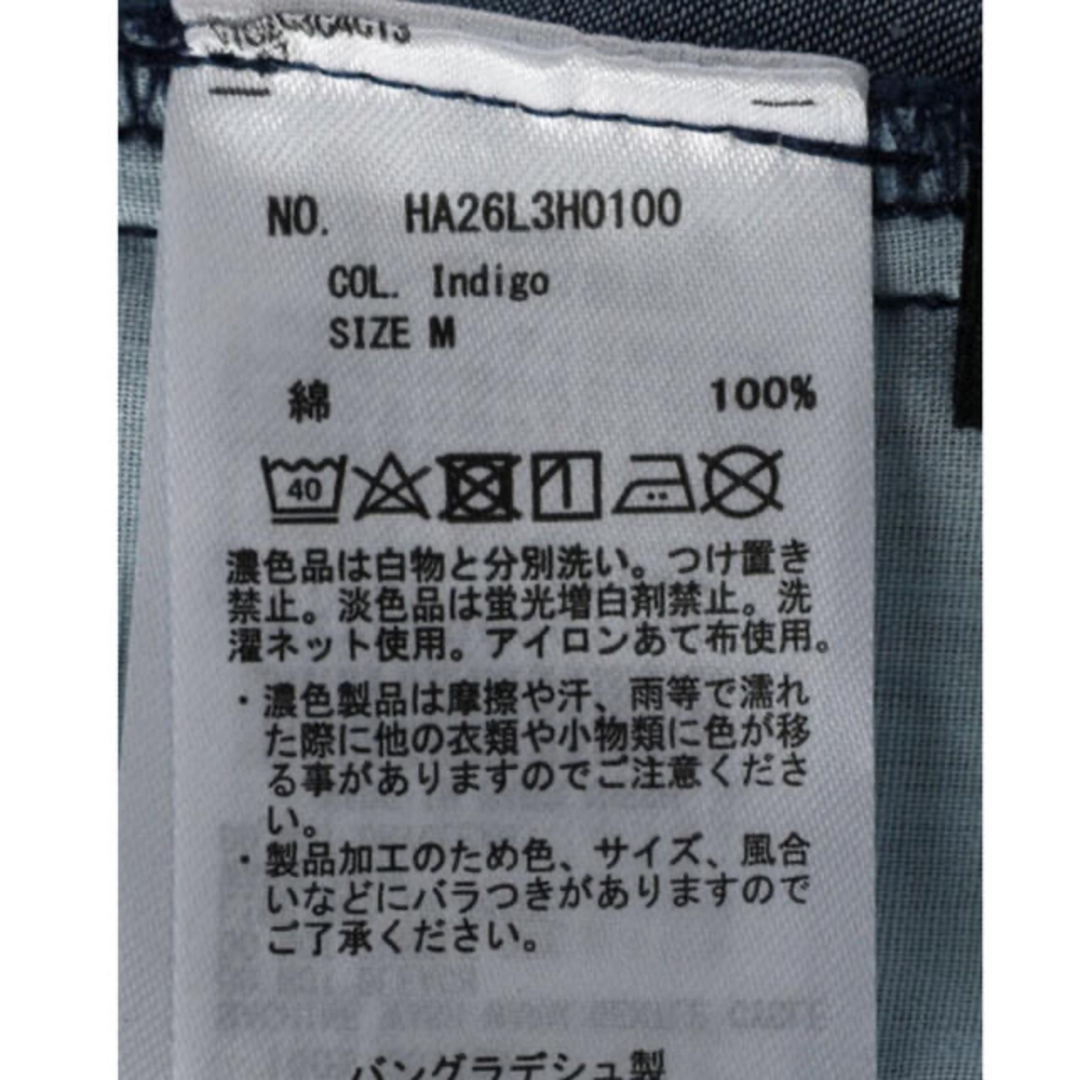 NO. HA26L3H0100
COL. Indigo
SIZE M
綿 100%
40
濃色品は白物と分別洗い。つけ置き
禁止。淡色品は蛍光増白剤禁止。洗
濯ネット使用。アイロンあて布使用。
・濃色製品は摩擦や汗、雨等で濡れ
た際に他の衣類や小物類に色が移
る事がありますのでご注意くださ
い。
・製品加工のため色、サイズ、風合
いなどにバラつきがありますので
ご了承ください。
バングラデシュ製